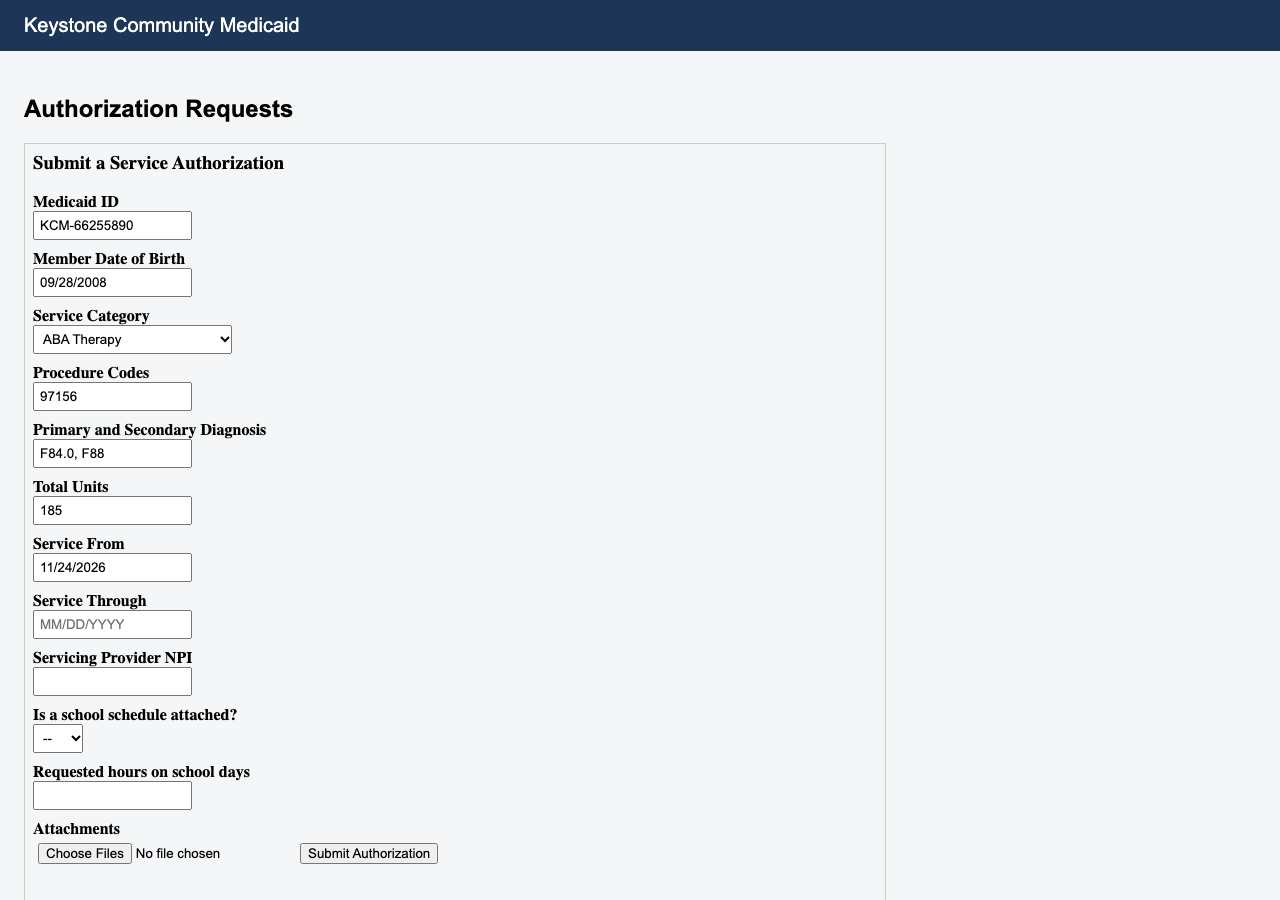 Keystone Community Medicaid
Authorization Requests
Submit a Service Authorization
Medicaid ID
KCM-66255890
Member Date of Birth
09/28/2008
Service Category
ABA Therapy
Procedure Codes
97156
Primary and Secondary Diagnosis
F84.0, F88
Total Units
185
Service From
11/24/2026
Service Through
MM/DD/YYYY
Servicing Provider NPI
Is a school schedule attached?
--
Requested hours on school days
Attachments
Choose Files No file chosen Submit Authorization